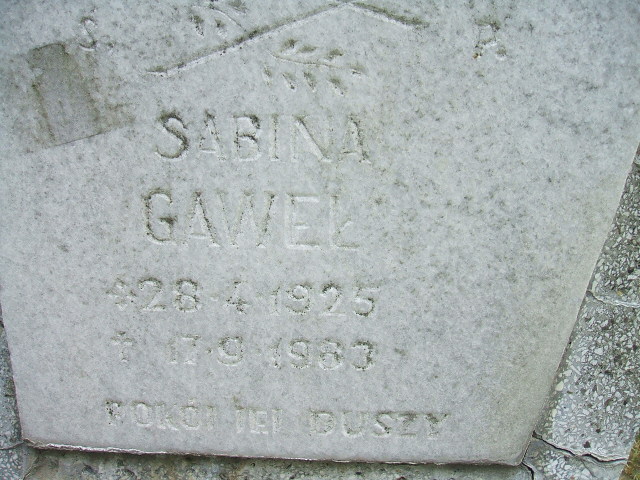 Ś. P.
SABINA
GAWEŁ
* 28·4·1925
† 17·9·1983
POKÓJ JEJ DUSZY